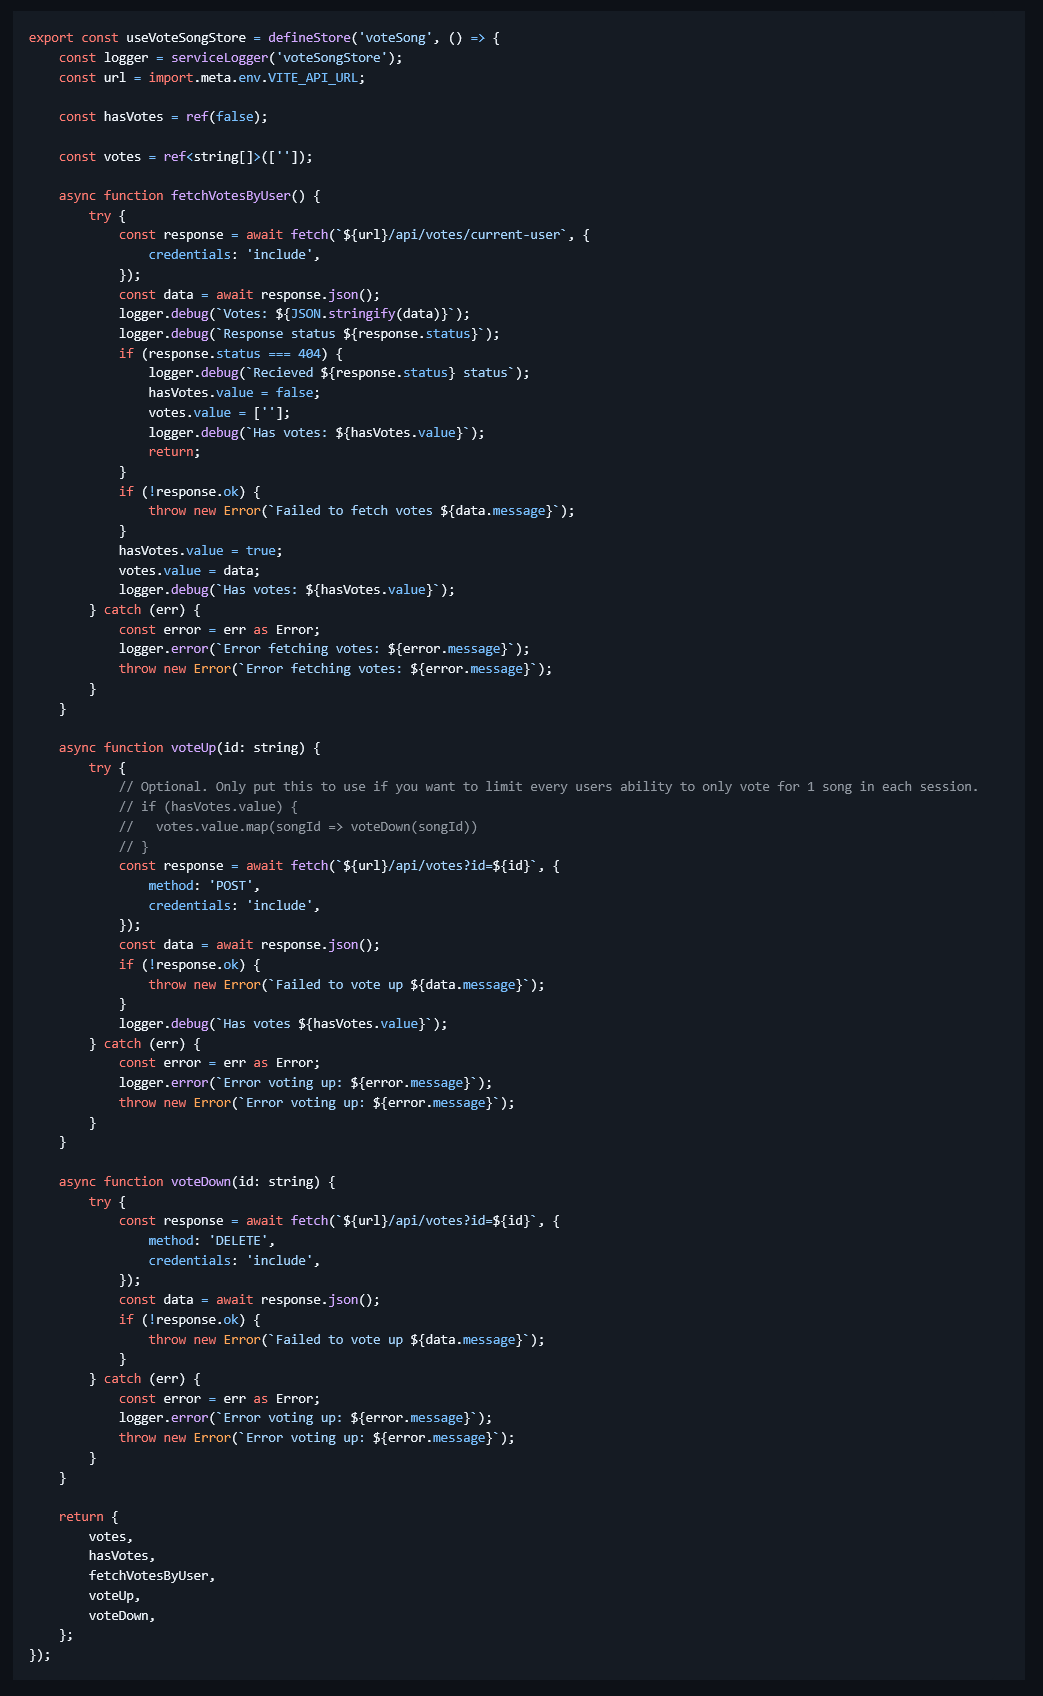 export const useVoteSongStore = defineStore('voteSong', () => {
    const logger = serviceLogger('voteSongStore');
    const url = import.meta.env.VITE_API_URL;

    const hasVotes = ref(false);

    const votes = ref<string[]>(['']);

    async function fetchVotesByUser() {
        try {
            const response = await fetch(`${url}/api/votes/current-user`, {
                credentials: 'include',
            });
            const data = await response.json();
            logger.debug(`Votes: ${JSON.stringify(data)}`);
            logger.debug(`Response status ${response.status}`);
            if (response.status === 404) {
                logger.debug(`Recieved ${response.status} status`);
                hasVotes.value = false;
                votes.value = [''];
                logger.debug(`Has votes: ${hasVotes.value}`);
                return;
            }
            if (!response.ok) {
                throw new Error(`Failed to fetch votes ${data.message}`);
            }
            hasVotes.value = true;
            votes.value = data;
            logger.debug(`Has votes: ${hasVotes.value}`);
        } catch (err) {
            const error = err as Error;
            logger.error(`Error fetching votes: ${error.message}`);
            throw new Error(`Error fetching votes: ${error.message}`);
        }
    }

    async function voteUp(id: string) {
        try {
            // Optional. Only put this to use if you want to limit every users ability to only vote for 1 song in each session.
            // if (hasVotes.value) {
            //   votes.value.map(songId => voteDown(songId))
            // }
            const response = await fetch(`${url}/api/votes?id=${id}`, {
                method: 'POST',
                credentials: 'include',
            });
            const data = await response.json();
            if (!response.ok) {
                throw new Error(`Failed to vote up ${data.message}`);
            }
            logger.debug(`Has votes ${hasVotes.value}`);
        } catch (err) {
            const error = err as Error;
            logger.error(`Error voting up: ${error.message}`);
            throw new Error(`Error voting up: ${error.message}`);
        }
    }

    async function voteDown(id: string) {
        try {
            const response = await fetch(`${url}/api/votes?id=${id}`, {
                method: 'DELETE',
                credentials: 'include',
            });
            const data = await response.json();
            if (!response.ok) {
                throw new Error(`Failed to vote up ${data.message}`);
            }
        } catch (err) {
            const error = err as Error;
            logger.error(`Error voting up: ${error.message}`);
            throw new Error(`Error voting up: ${error.message}`);
        }
    }

    return {
        votes,
        hasVotes,
        fetchVotesByUser,
        voteUp,
        voteDown,
    };
});